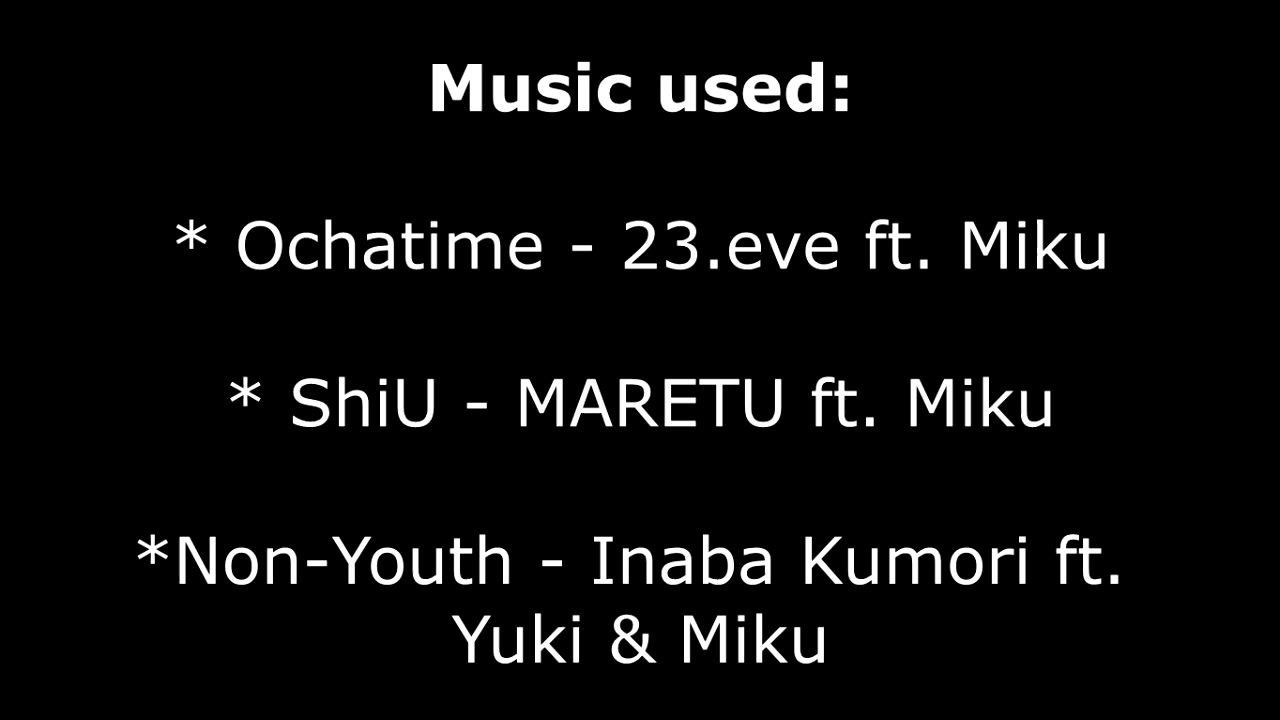 Music used:
* Ochatime - 23.eve ft. Miku
* ShiU - MARETU ft. Miku
*Non-Youth - Inaba Kumori ft.
Yuki & Miku